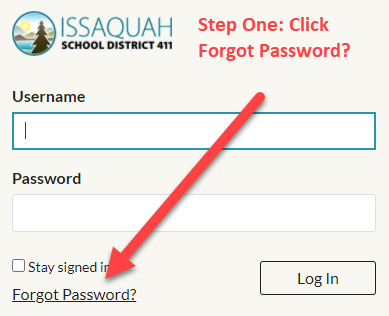 ISSAQUAH
SCHOOL DISTRICT 411
Step One: Click
Forgot Password?
Username
Password
Stay signed in
Log In
Forgot Password?